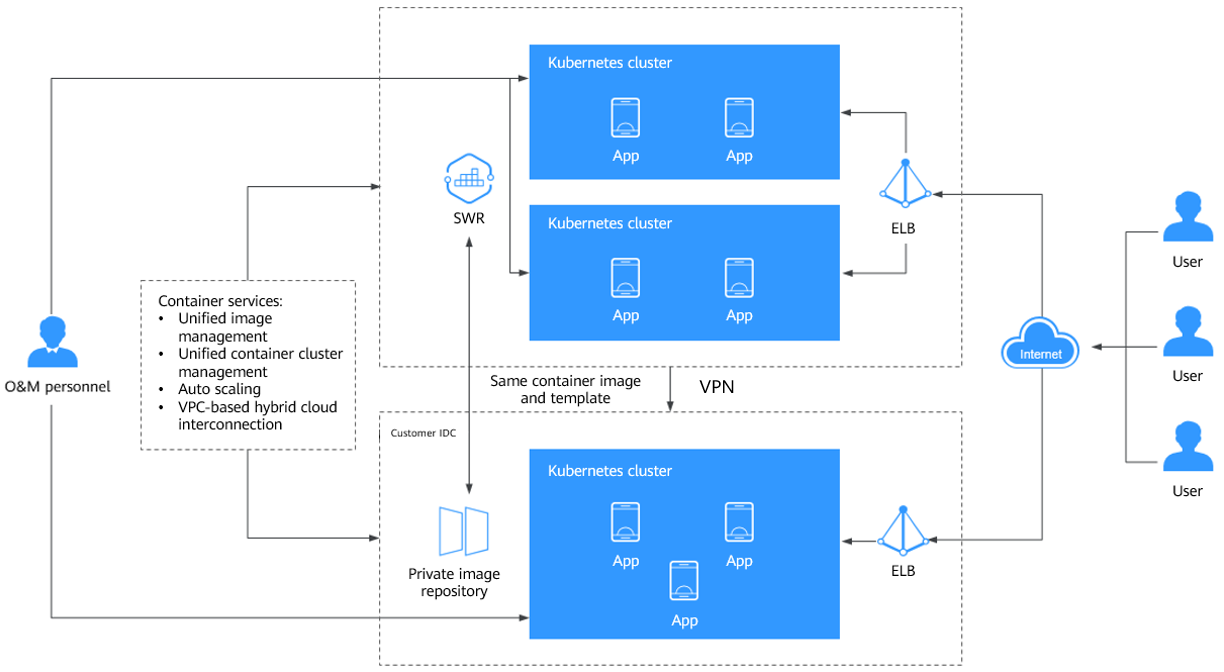 Kubernetes cluster
App
App
SWR
Kubernetes cluster
App
App
ELB
User
Container services:
• Unified image
management
• Unified container cluster
management
• Auto scaling
• VPC-based hybrid cloud
interconnection
O&M personnel
Internet
User
Same container image
and template
VPN
Customer IDC
Kubernetes cluster
App
App
App
Private image
repository
ELB
User